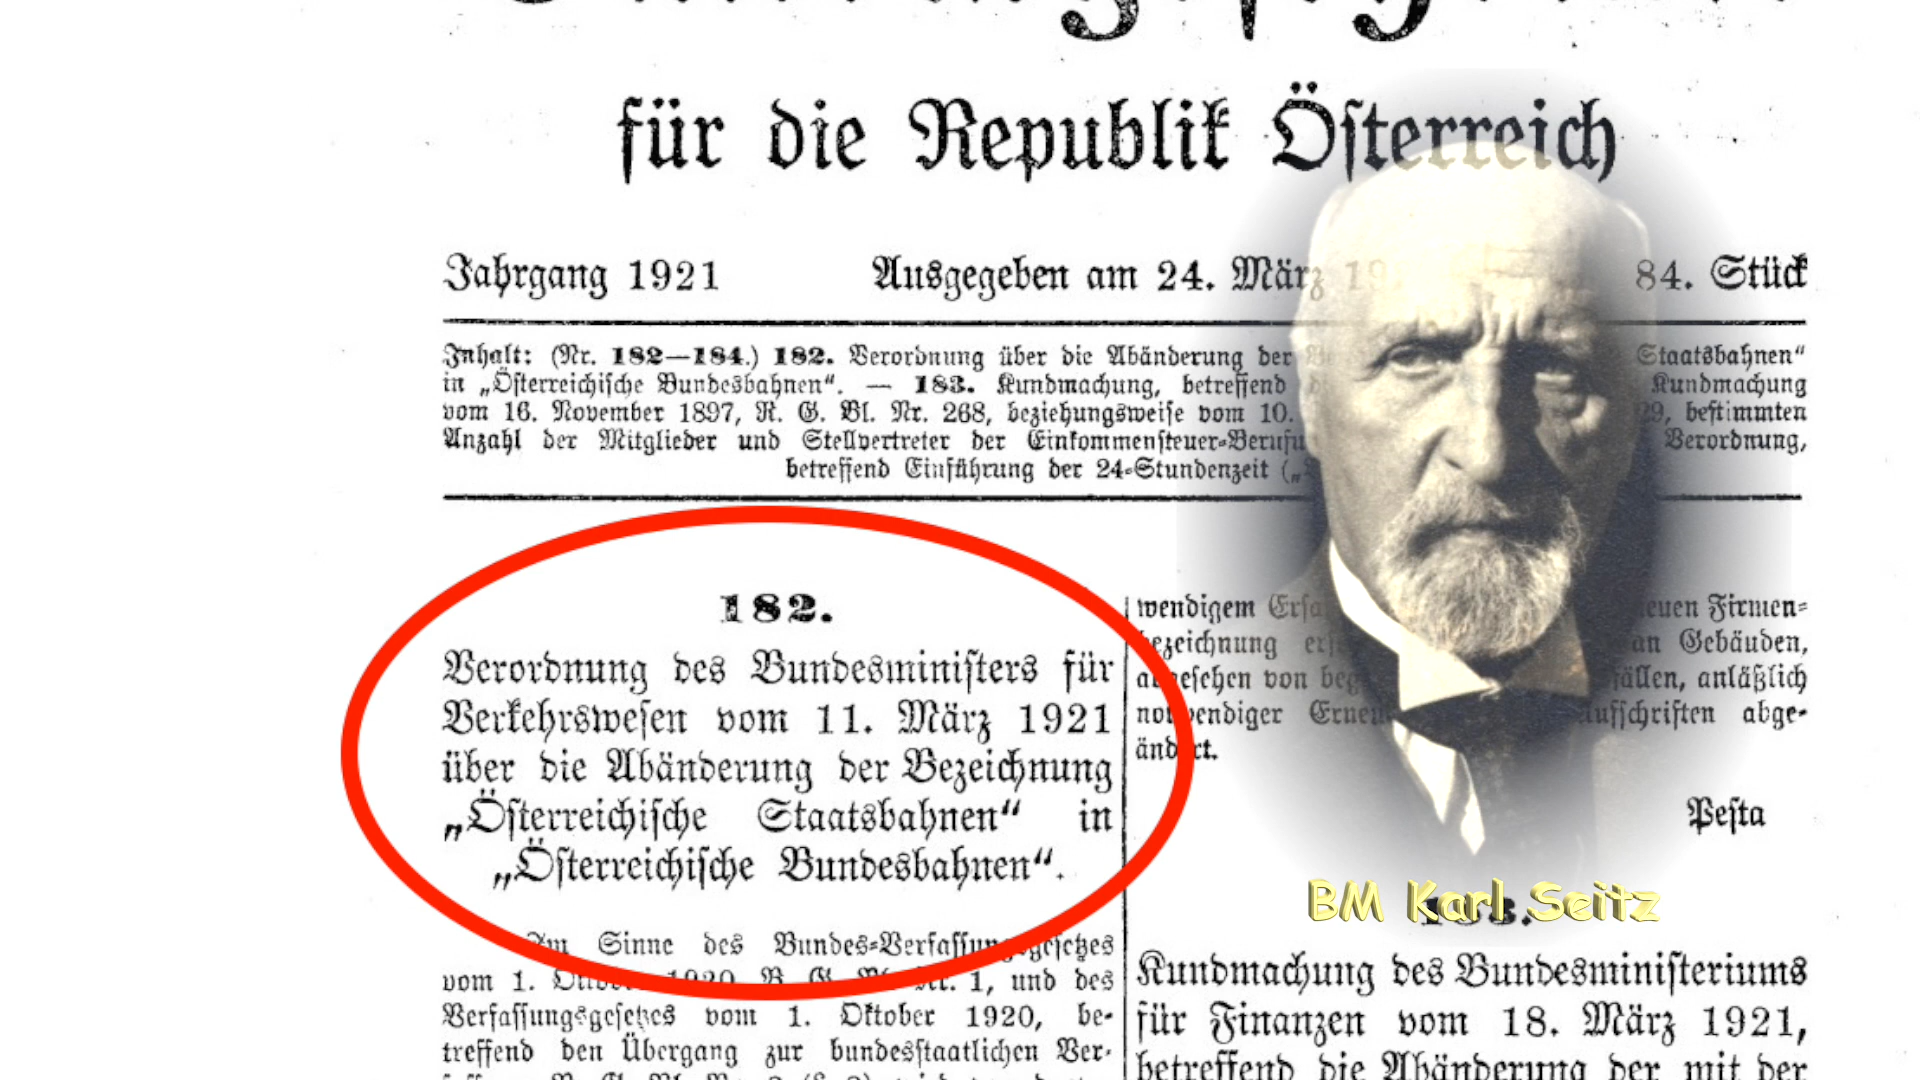 für die Republik Österreich
Jahrgang 1921 Ausgegeben am 24. März 84. Stück
Inhalt: (Nr. 182—184.) 182. Verordnung über die Abänderung der Staatsbahnen“
in „Österreichische Bundesbahnen“. — 183. Kundmachung, betreffend Kundmachung
vom 16. November 1897, R. G. Bl. Nr. 268, beziehungsweise vom 10. bestimmten
Anzahl der Mitglieder und Stellvertreter der Verordnung,
betreffend Einführung der 24-Stundenzeit
182.
Verordnung des Bundesministers für
Verkehrswesen vom 11. März 1921
über die Abänderung der Bezeichnung
„Österreichische Staatsbahnen“ in
„Österreichische Bundesbahnen“.
Im Sinne des Bundes-Verfassungsgesetzes
vom 1. 1, und des
Verfassungsgesetzes vom 1. Oktober 1920, be-
treffend den Übergang zur bundesstaatlichen Ver-
wendigem Firmen-
bezeichnung an Gebäuden,
abgesehen von anläßlich
notwendiger Aufschriften abge-
ändert.
Pesta
BM Karl Seitz
183.
Kundmachung des Bundesministeriums
für Finanzen vom 18. März 1921,
betreffend die Abänderung der mit der